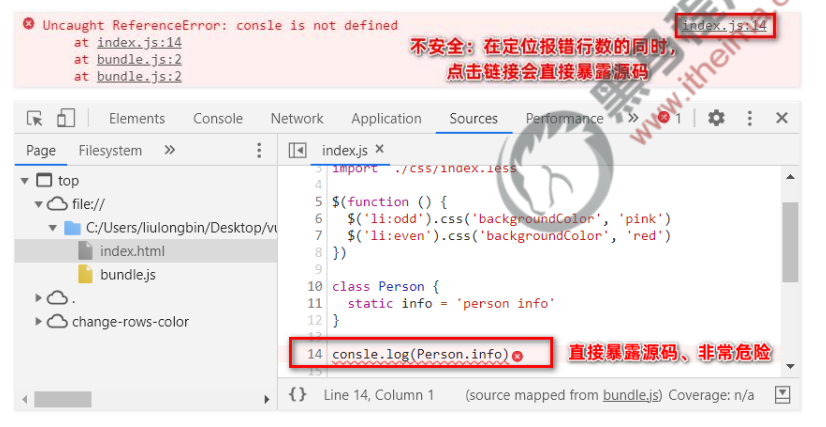 Uncaught ReferenceError: consle is not defined index.js:14
at index.js:14
at bundle.js:2
at bundle.js:2
不安全：在定位报错行数的同时，
点击链接会直接暴露源码
黑马程
www.itheima.c
Elements Console Network Application Sources Performance » 1
Page Filesystem » index.js ×
top
file://
C:/Users/liulongbin/Desktop/vu
index.html
bundle.js
.
change-rows-color
3 import './css/index.less'
4
5 $(function () {
6 $('li:odd').css('backgroundColor', 'pink')
7 $('li:even').css('backgroundColor', 'red')
8 })
9
10 class Person {
11 static info = 'person info'
12 }
13
14 consle.log(Person.info)
15
直接暴露源码、非常危险
{} Line 14, Column 1 (source mapped from bundle.js) Coverage: n/a